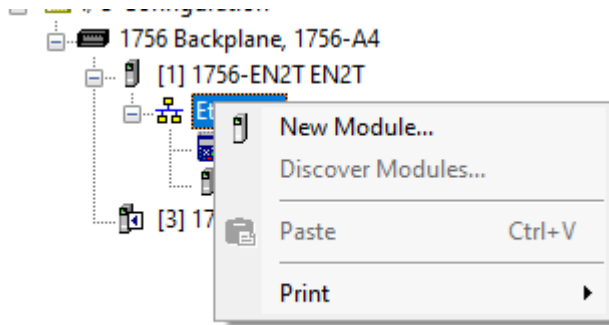 1756 Backplane, 1756-A4
[1] 1756-EN2T EN2T
Et
New Module...
Discover Modules...
[3] 17
Paste Ctrl+V
Print